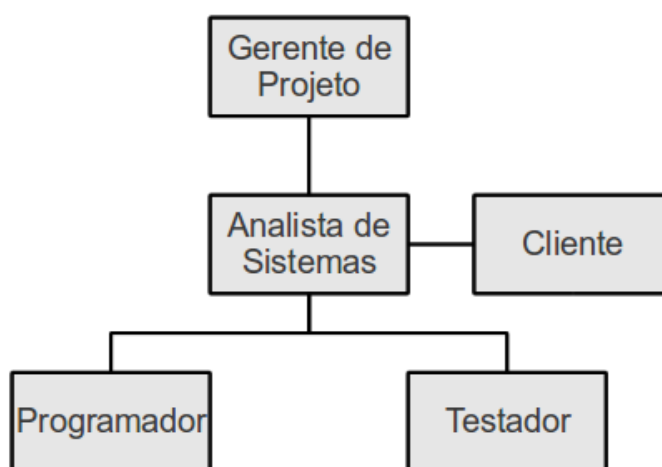 Gerente de
Projeto
Analista de
Sistemas
Cliente
Programador
Testador